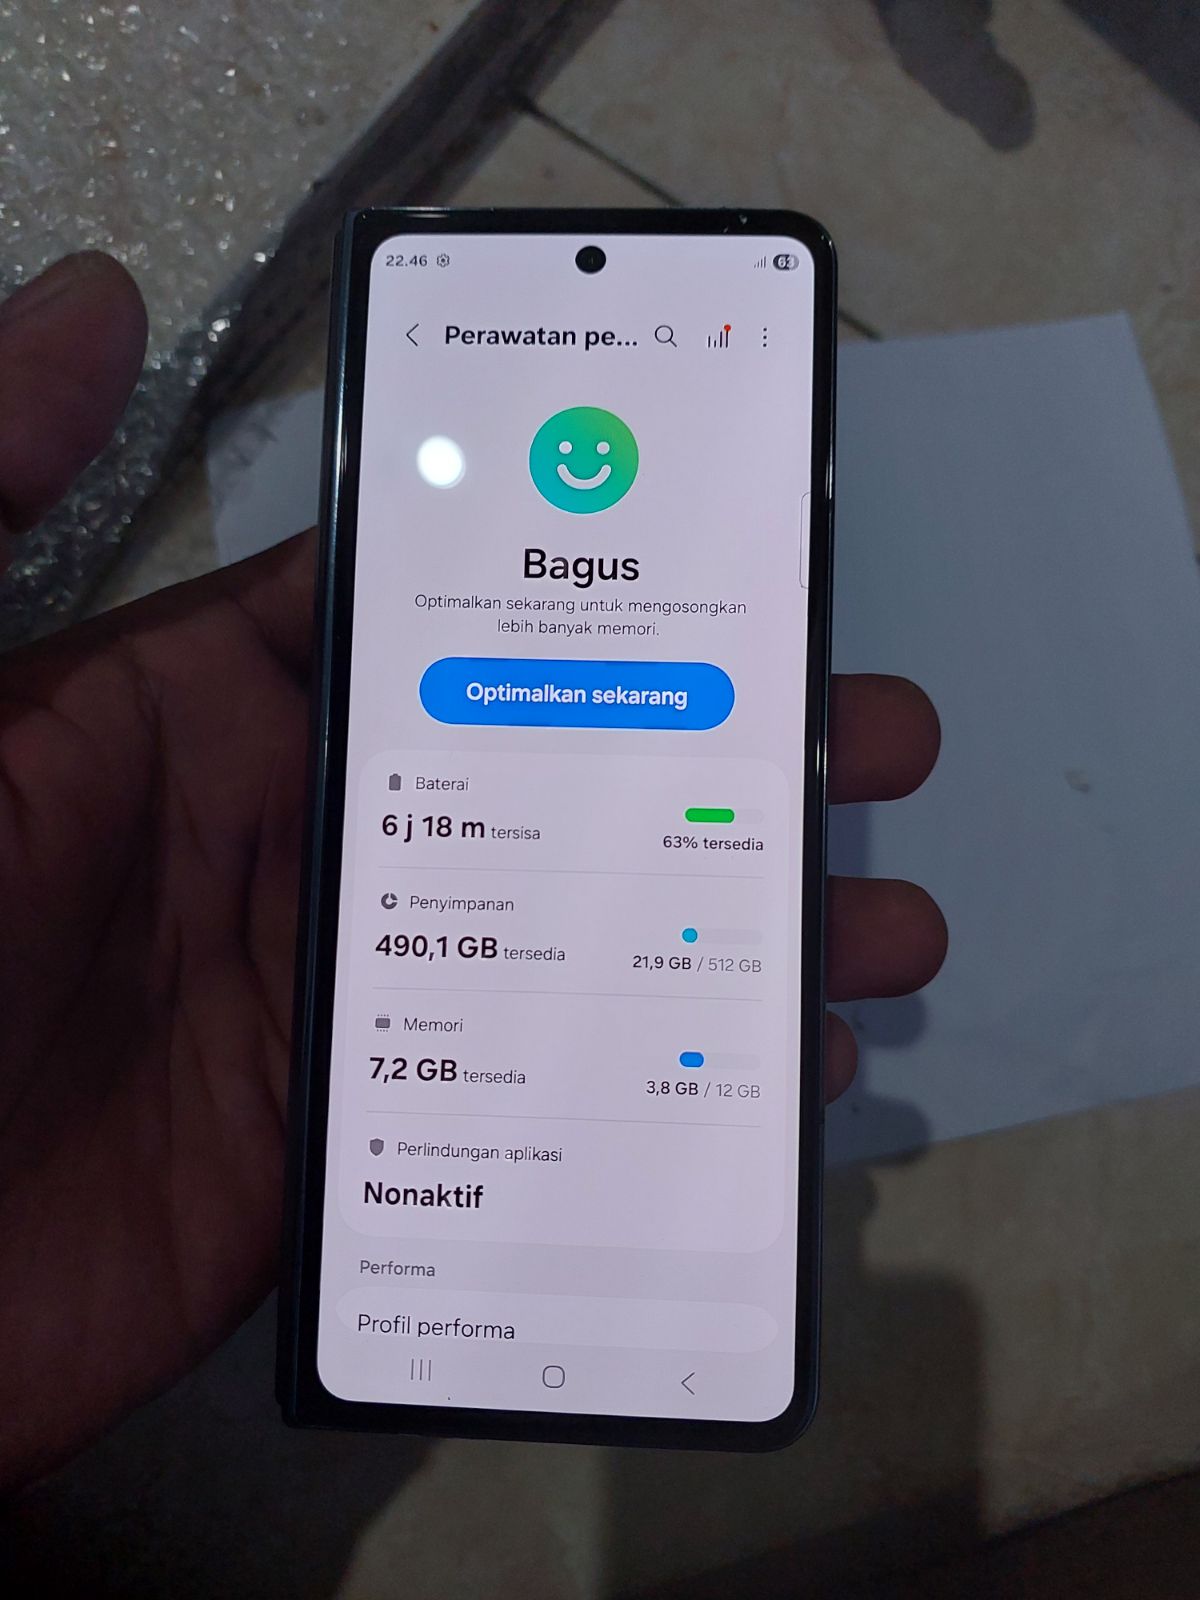 22.46
63
Perawatan pe...
Bagus
Optimalkan sekarang untuk mengosongkan
lebih banyak memori.
Optimalkan sekarang
Baterai
6 j 18 m tersisa
63% tersedia
Penyimpanan
490,1 GB tersedia
21,9 GB / 512 GB
Memori
7,2 GB tersedia
3,8 GB / 12 GB
Perlindungan aplikasi
Nonaktif
Performa
Profil performa